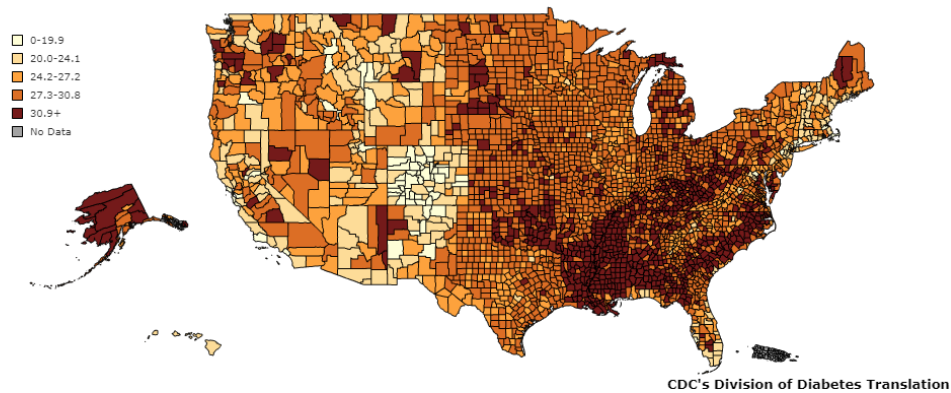 0-19.9
20.0-24.1
24.2-27.2
27.3-30.8
30.9+
No Data
CDC's Division of Diabetes Translation